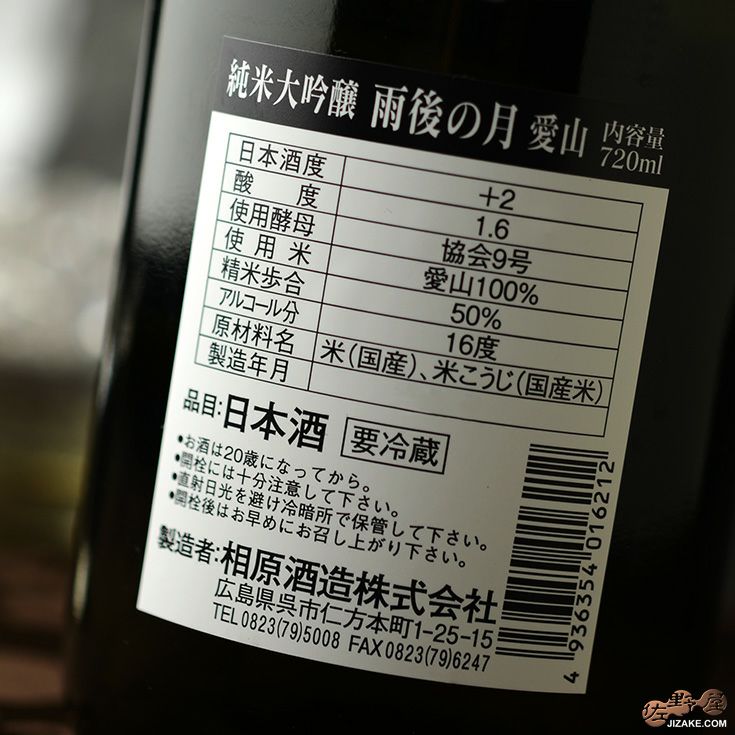 純米大吟醸 雨後の月 愛山 内容量 720ml
日本酒度 +2
酸度 1.6
使用酵母 協会9号
使用米 愛山100%
精米歩合 50%
アルコール分 16度
原材料名 米(国産)、米こうじ(国産米)
製造年月
品目:日本酒 要冷蔵
•お酒は20歳になってから。
•開栓には十分注意して下さい。
•直射日光を避け冷暗所で保管して下さい。
•開栓後はお早めにお召し上がり下さい。
製造者:相原酒造株式会社
広島県呉市仁方本町1-25-15
TEL 0823(79)5008 FAX 0823(79)6247
4 936354 016212
佐野屋
JIZAKE.COM